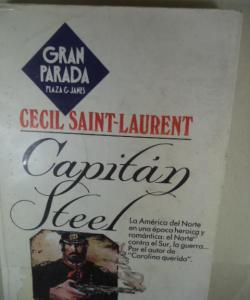 GRAN
PARADA
PLAZA & JANES
CECIL SAINT-LAURENT
Capitán
Steel
La América del Norte
en una época heroica y
romántica: el Norte
contra el Sur, la guerra...
Por el autor de
"Carolina querida".